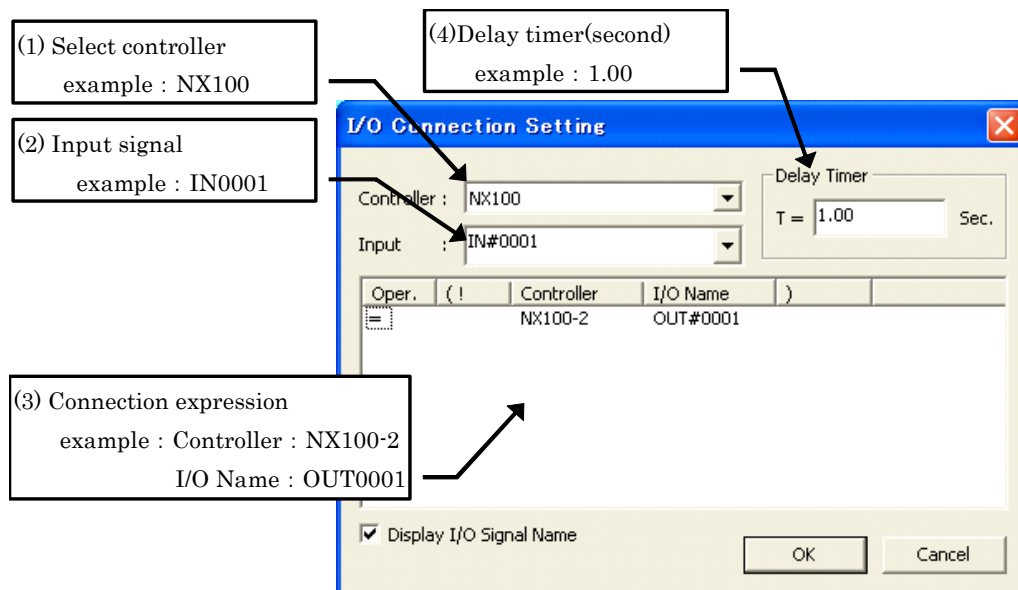 (1) Select controller
example : NX100
(4)Delay timer(second)
example : 1.00
(2) Input signal
example : IN0001
I/O Connection Setting
Controller : NX100
Input : IN#0001
Delay Timer
T = 1.00 Sec.
Oper. ( ! Controller I/O Name )
= NX100-2 OUT#0001
(3) Connection expression
example : Controller : NX100-2
I/O Name : OUT0001
Display I/O Signal Name
OK Cancel